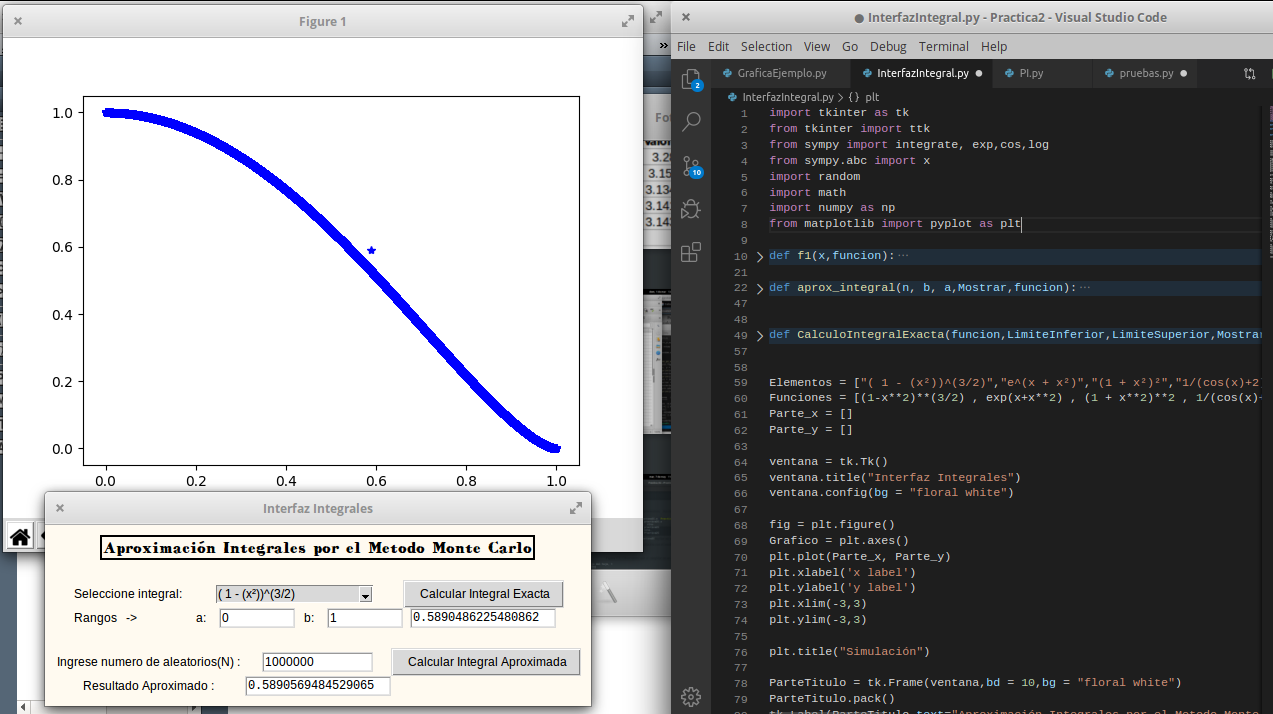 Figure 1
1.0
0.8
0.6
0.4
0.2
0.0
0.0 0.2 0.4 0.6 0.8 1.0
Interfaz Integrales
Aproximación Integrales por el Metodo Monte Carlo
Seleccione integral: ( 1 - (x²))^(3/2) Calcular Integral Exacta
Rangos -> a: 0 b: 1 0.5890486225480862
Ingrese numero de aleatorios(N) : 1000000 Calcular Integral Aproximada
Resultado Aproximado : 0.5890569484529065
InterfazIntegral.py - Practica2 - Visual Studio Code
File Edit Selection View Go Debug Terminal Help
GraficaEjemplo.py InterfazIntegral.py PI.py pruebas.py
InterfazIntegral.py > {} plt
2
10
1 import tkinter as tk
2 from tkinter import ttk
3 from sympy import integrate, exp,cos,log
4 from sympy.abc import x
5 import random
6 import math
7 import numpy as np
8 from matplotlib import pyplot as plt
9
10 def f1(x,funcion):···
21
22 def aprox_integral(n, b, a,Mostrar,funcion):···
47
48
49 def CalculoIntegralExacta(funcion,LimiteInferior,LimiteSuperior,Mostrar
57
58
59 Elementos = ["( 1 - (x²))^(3/2)","e^(x + x²)","(1 + x²)²","1/(cos(x)+2)
60 Funciones = [(1-x**2)**(3/2) , exp(x+x**2) , (1 + x**2)**2 , 1/(cos(x)+
61 Parte_x = []
62 Parte_y = []
63
64 ventana = tk.Tk()
65 ventana.title("Interfaz Integrales")
66 ventana.config(bg = "floral white")
67
68 fig = plt.figure()
69 Grafico = plt.axes()
70 plt.plot(Parte_x, Parte_y)
71 plt.xlabel('x label')
72 plt.ylabel('y label')
73 plt.xlim(-3,3)
74 plt.ylim(-3,3)
75
76 plt.title("Simulación")
77
78 ParteTitulo = tk.Frame(ventana,bd = 10,bg = "floral white")
79 ParteTitulo.pack()